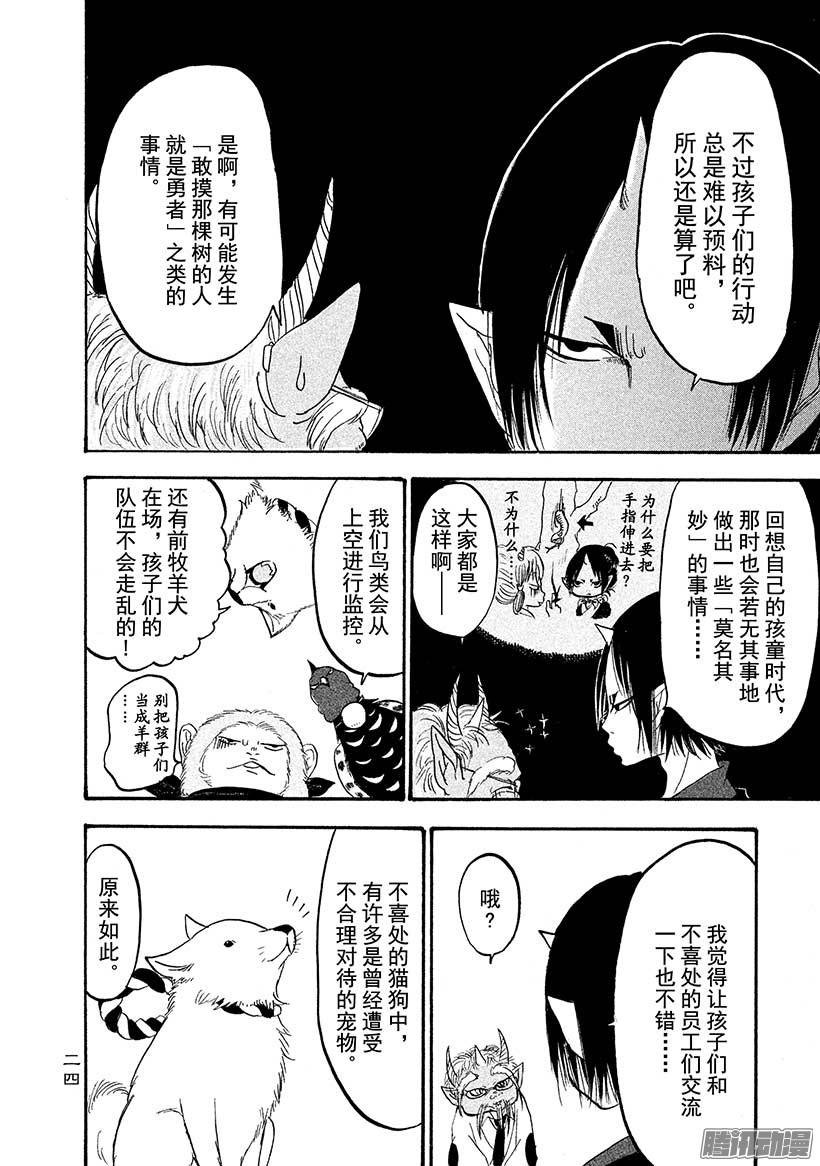 不过孩子们的行动
总是难以预料，
所以还是算了吧。
是啊，有可能发生
「敢摸那棵树的人
就是勇者」之类的
事情。
回想自己的孩童时代，
那时也会若无其事地
做出一些「莫名其
妙」的事情……
为什么要把
手指伸进去？
不为什么…
大家都是
这样啊——
我们鸟类会从
上空进行监控。
还有前牧羊犬
在场，孩子们的
队伍不会走乱的！
别把孩子们
当成羊群
……
我觉得让孩子们和
不喜处的员工们交流
一下也不错……
哦？
不喜处的猫狗中，
有许多是曾经遭受
不合理对待的宠物。
原来如此。
二四
腾讯动漫